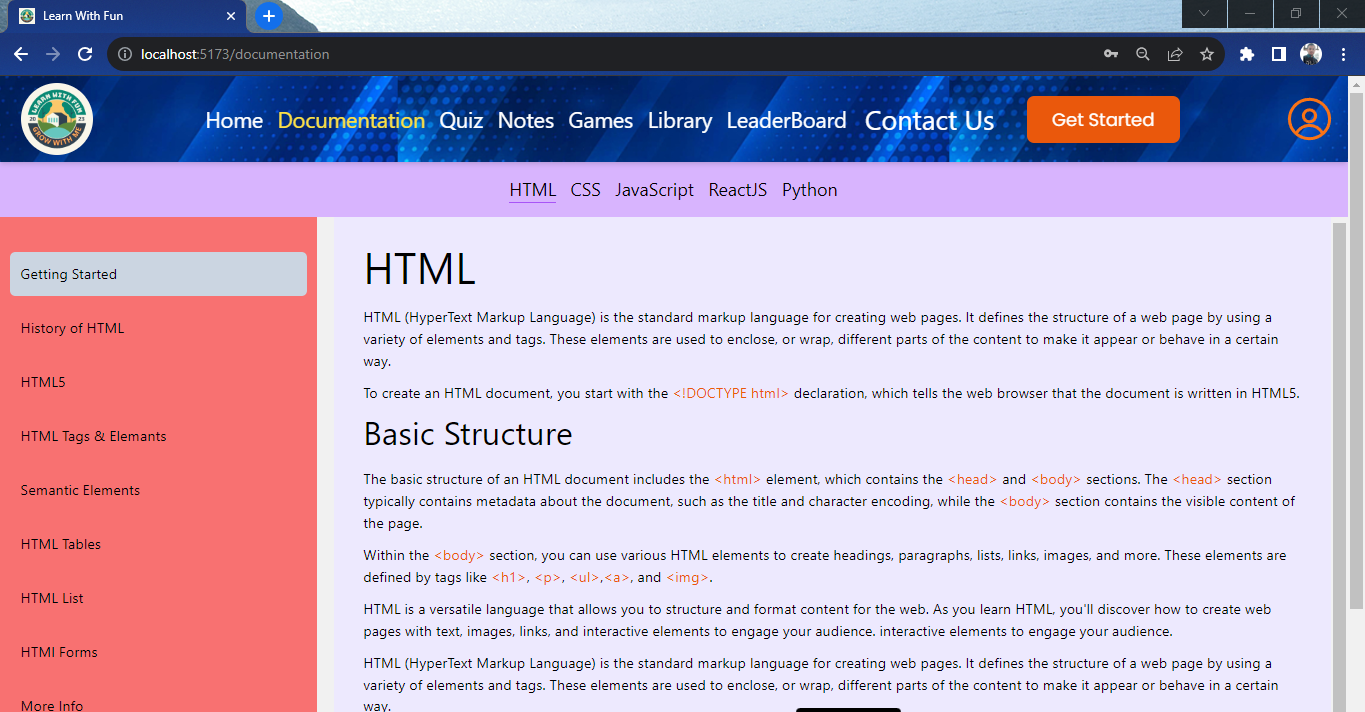 Learn With Fun
localhost:5173/documentation
LEARN WITH FUN
20 23
GROW WITH ME
Home Documentation Quiz Notes Games Library LeaderBoard Contact Us Get Started
HTML CSS JavaScript ReactJS Python
Getting Started
History of HTML
HTML5
HTML Tags & Elemants
Semantic Elements
HTML Tables
HTML List
HTMl Forms
More Info
HTML
HTML (HyperText Markup Language) is the standard markup language for creating web pages. It defines the structure of a web page by using a
variety of elements and tags. These elements are used to enclose, or wrap, different parts of the content to make it appear or behave in a certain
way.
To create an HTML document, you start with the <!DOCTYPE html> declaration, which tells the web browser that the document is written in HTML5.
Basic Structure
The basic structure of an HTML document includes the <html> element, which contains the <head> and <body> sections. The <head> section
typically contains metadata about the document, such as the title and character encoding, while the <body> section contains the visible content of
the page.
Within the <body> section, you can use various HTML elements to create headings, paragraphs, lists, links, images, and more. These elements are
defined by tags like <h1>, <p>, <ul>,<a>, and <img>.
HTML is a versatile language that allows you to structure and format content for the web. As you learn HTML, you'll discover how to create web
pages with text, images, links, and interactive elements to engage your audience. interactive elements to engage your audience.
HTML (HyperText Markup Language) is the standard markup language for creating web pages. It defines the structure of a web page by using a
variety of elements and tags. These elements are used to enclose, or wrap, different parts of the content to make it appear or behave in a certain
way.